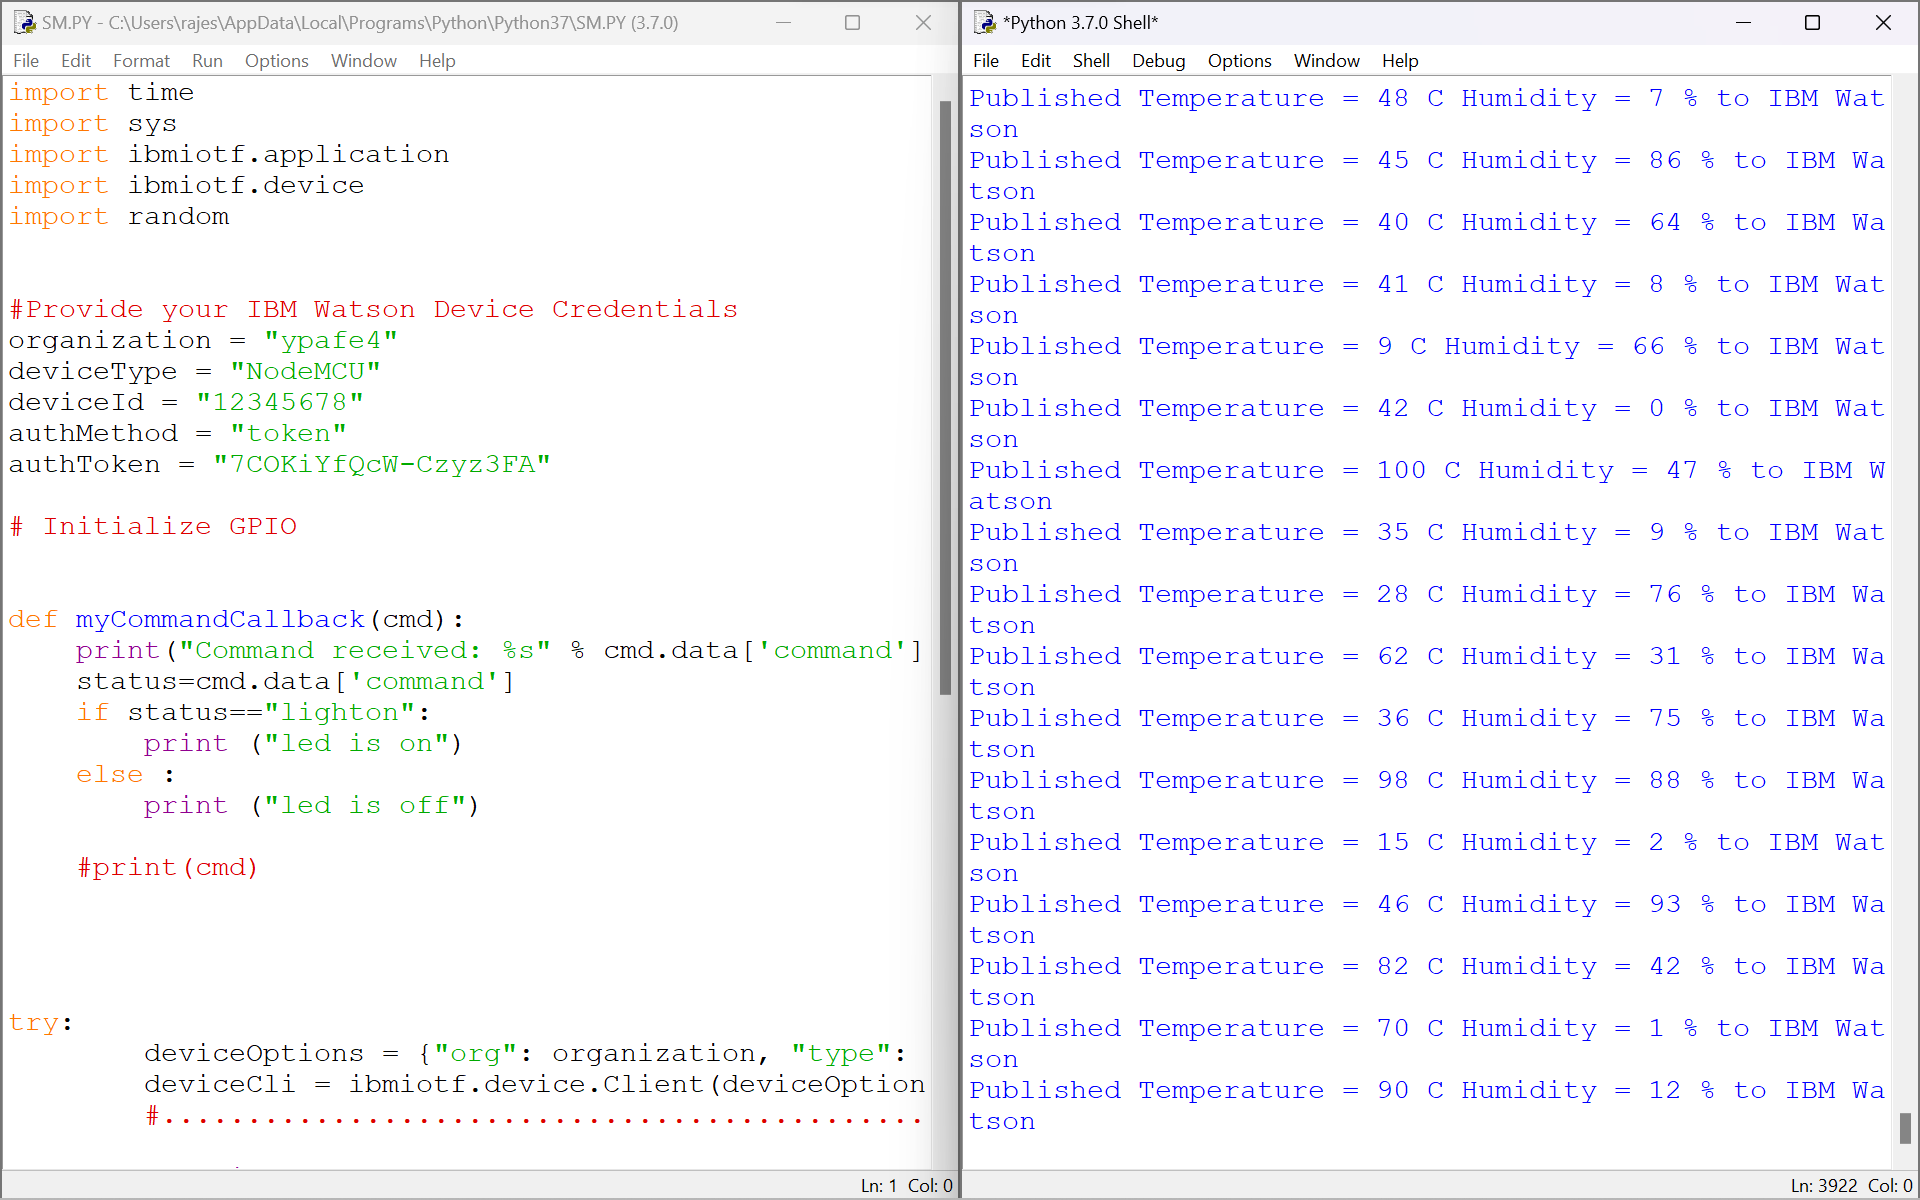 SM.PY - C:\Users\rajes\AppData\Local\Programs\Python\Python37\SM.PY (3.7.0)
File Edit Format Run Options Window Help
import time
import sys
import ibmiotf.application
import ibmiotf.device
import random
#Provide your IBM Watson Device Credentials
organization = "ypafe4"
deviceType = "NodeMCU"
deviceId = "12345678"
authMethod = "token"
authToken = "7COKiYfQcW-Czyz3FA"
# Initialize GPIO
def myCommandCallback(cmd):
    print("Command received: %s" % cmd.data['command']
    status=cmd.data['command']
    if status=="lighton":
        print ("led is on")
    else :
        print ("led is off")
    #print(cmd)
try:
        deviceOptions = {"org": organization, "type":
        deviceCli = ibmiotf.device.Client(deviceOption
        #.............................................
Ln: 1 Col: 0
*Python 3.7.0 Shell*
File Edit Shell Debug Options Window Help
Published Temperature = 48 C Humidity = 7 % to IBM Wat
son
Published Temperature = 45 C Humidity = 86 % to IBM Wa
tson
Published Temperature = 40 C Humidity = 64 % to IBM Wa
tson
Published Temperature = 41 C Humidity = 8 % to IBM Wat
son
Published Temperature = 9 C Humidity = 66 % to IBM Wat
son
Published Temperature = 42 C Humidity = 0 % to IBM Wat
son
Published Temperature = 100 C Humidity = 47 % to IBM W
atson
Published Temperature = 35 C Humidity = 9 % to IBM Wat
son
Published Temperature = 28 C Humidity = 76 % to IBM Wa
tson
Published Temperature = 62 C Humidity = 31 % to IBM Wa
tson
Published Temperature = 36 C Humidity = 75 % to IBM Wa
tson
Published Temperature = 98 C Humidity = 88 % to IBM Wa
tson
Published Temperature = 15 C Humidity = 2 % to IBM Wat
son
Published Temperature = 46 C Humidity = 93 % to IBM Wa
tson
Published Temperature = 82 C Humidity = 42 % to IBM Wa
tson
Published Temperature = 70 C Humidity = 1 % to IBM Wat
son
Published Temperature = 90 C Humidity = 12 % to IBM Wa
tson
Ln: 3922 Col: 0